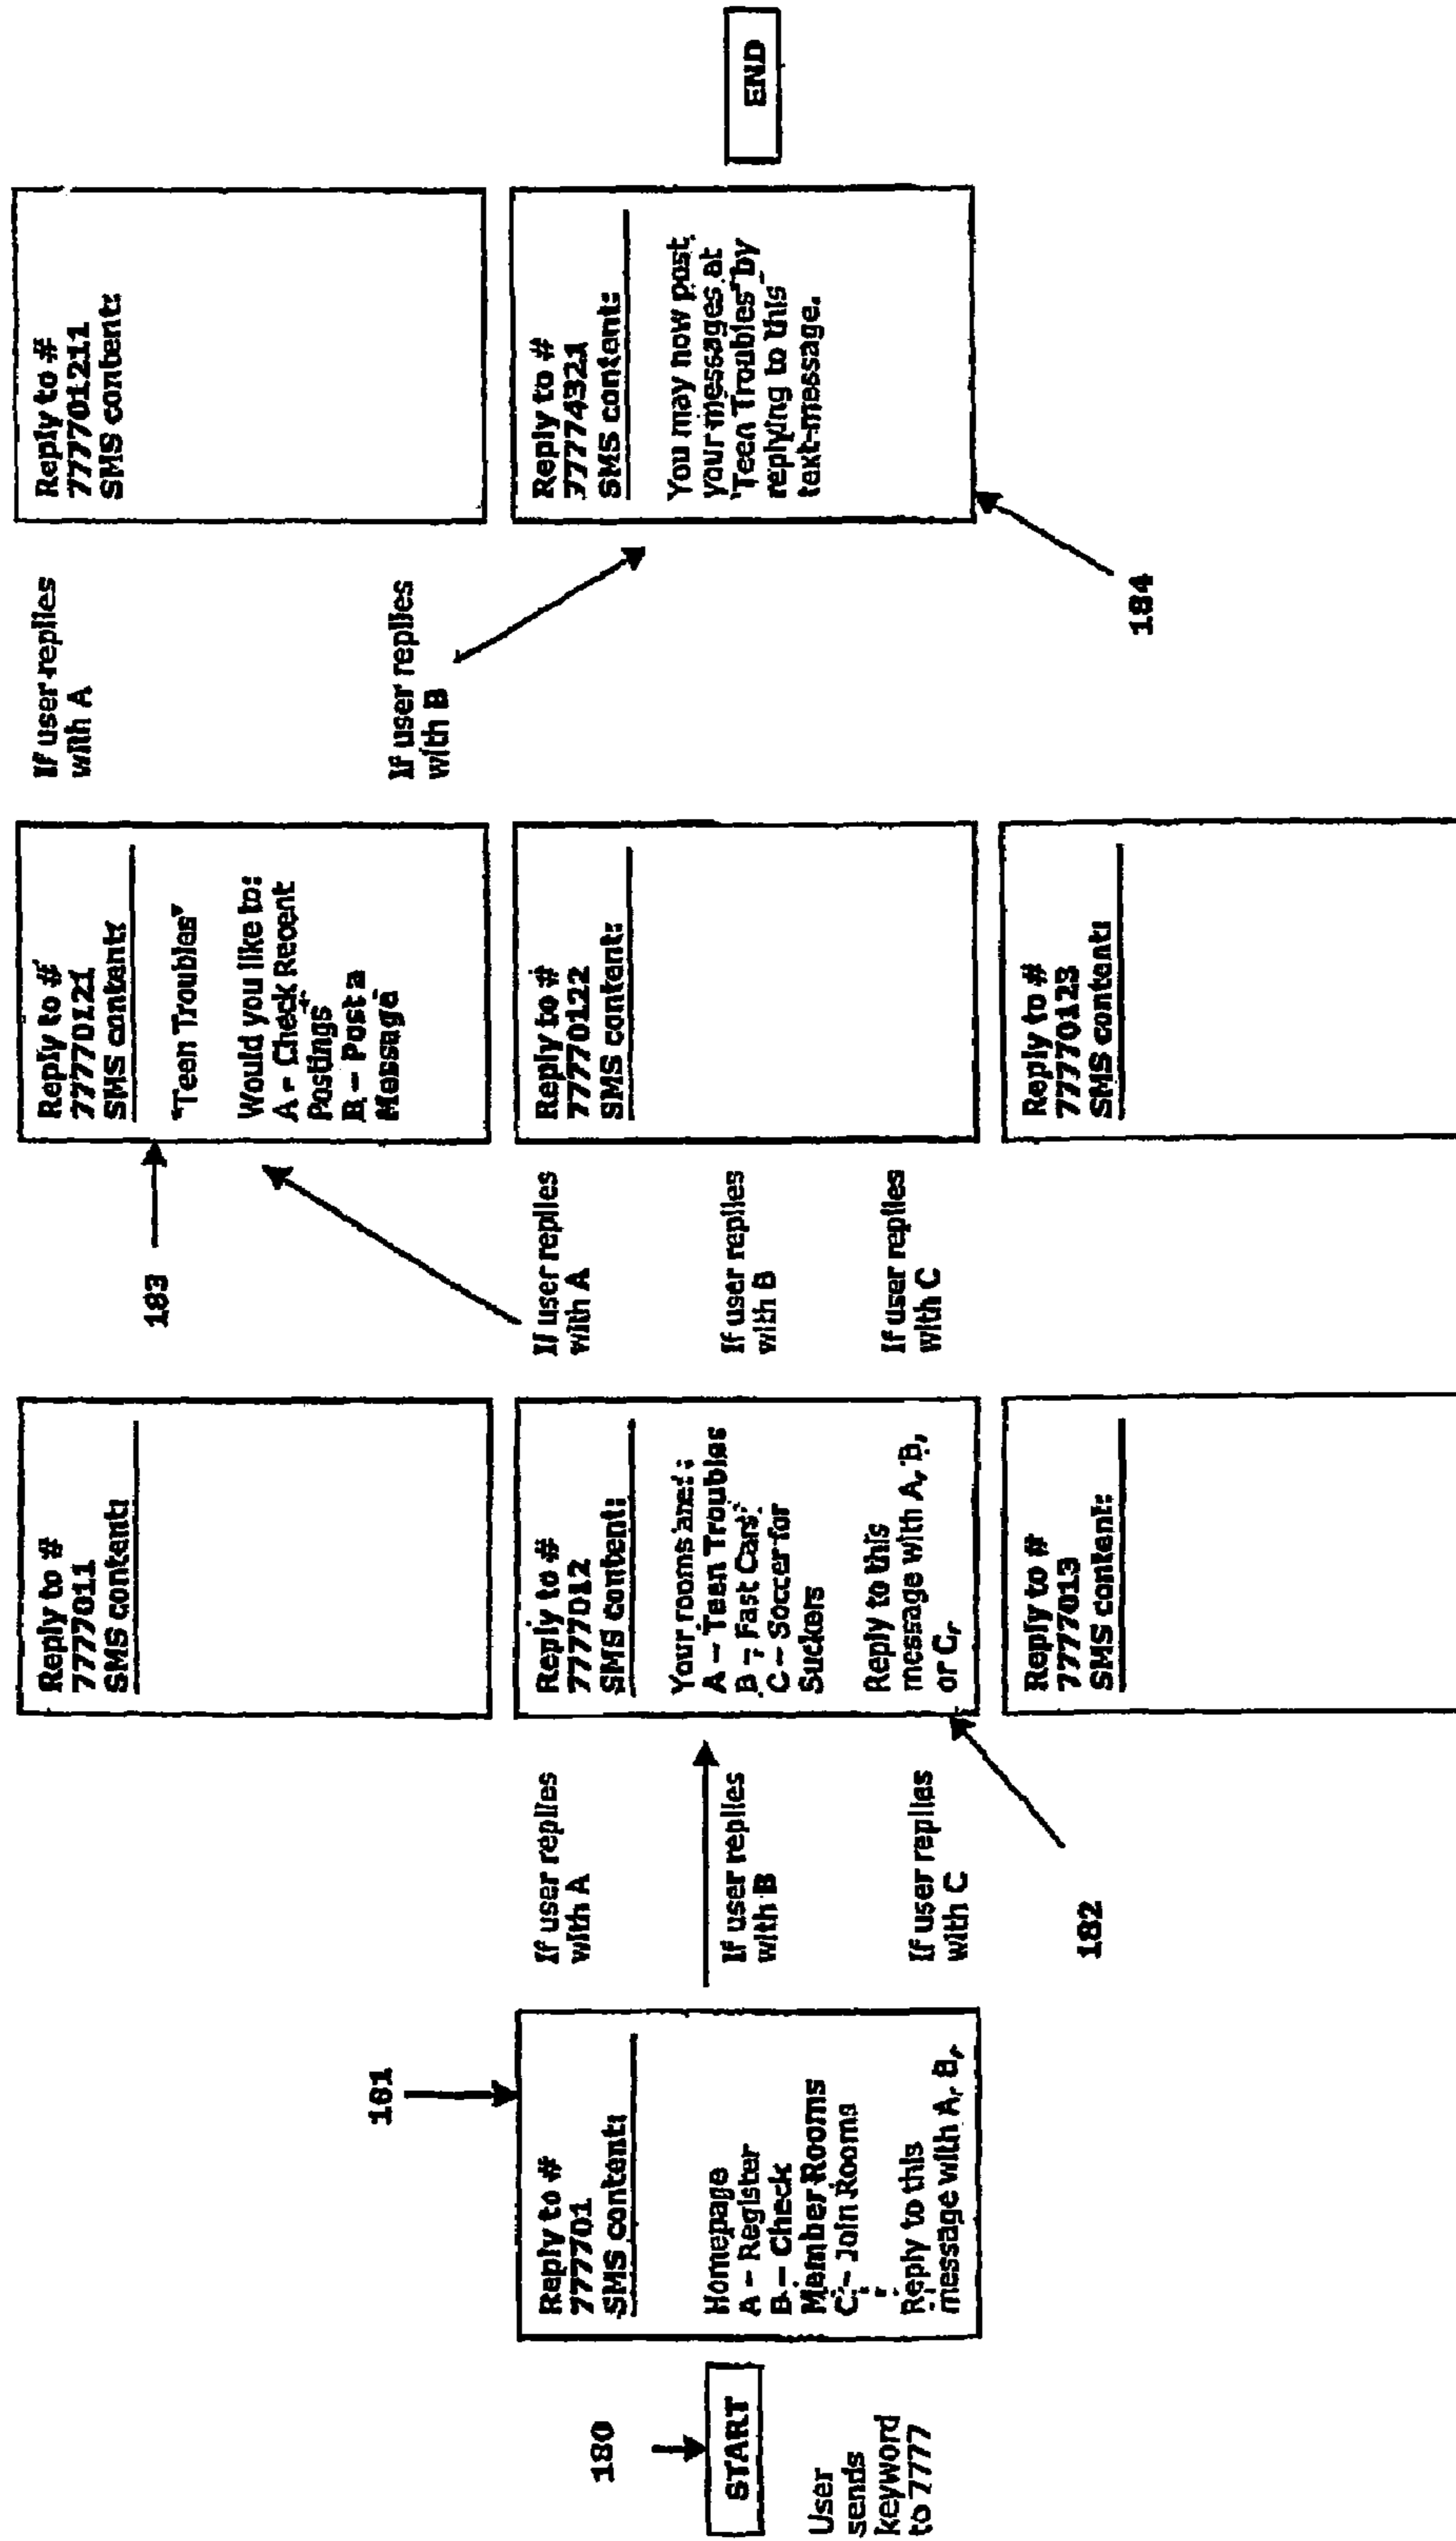 180
START
User
sends
keyword
to 7777
181
Reply to #
777701
SMS content:
Homepage
A – Register
B – Check
Member Rooms
C – Join Rooms
Reply to this
message with A, B,
If user replies
with A
If user replies
with B
If user replies
with C
182
Reply to #
7777011
SMS content:
Reply to #
7777012
SMS content:
Your rooms are:
A – Teen Troubles
B – Fast Cars
C – Soccer for
Suckers
Reply to this
message with A, B,
or C,
Reply to #
7777013
SMS content:
183
If user replies
with A
If user replies
with B
If user replies
with C
Reply to #
77770121
SMS content:
"Teen Troubles"
Would you like to:
A – Check Recent
Postings
B – Post a
Message
Reply to #
77770122
SMS content:
Reply to #
77770123
SMS content:
If user replies
with A
If user replies
with B
184
Reply to #
777701211
SMS content:
Reply to #
77774321
SMS content:
You may now post
your messages at
'Teen Troubles' by
replying to this
text-message.
END